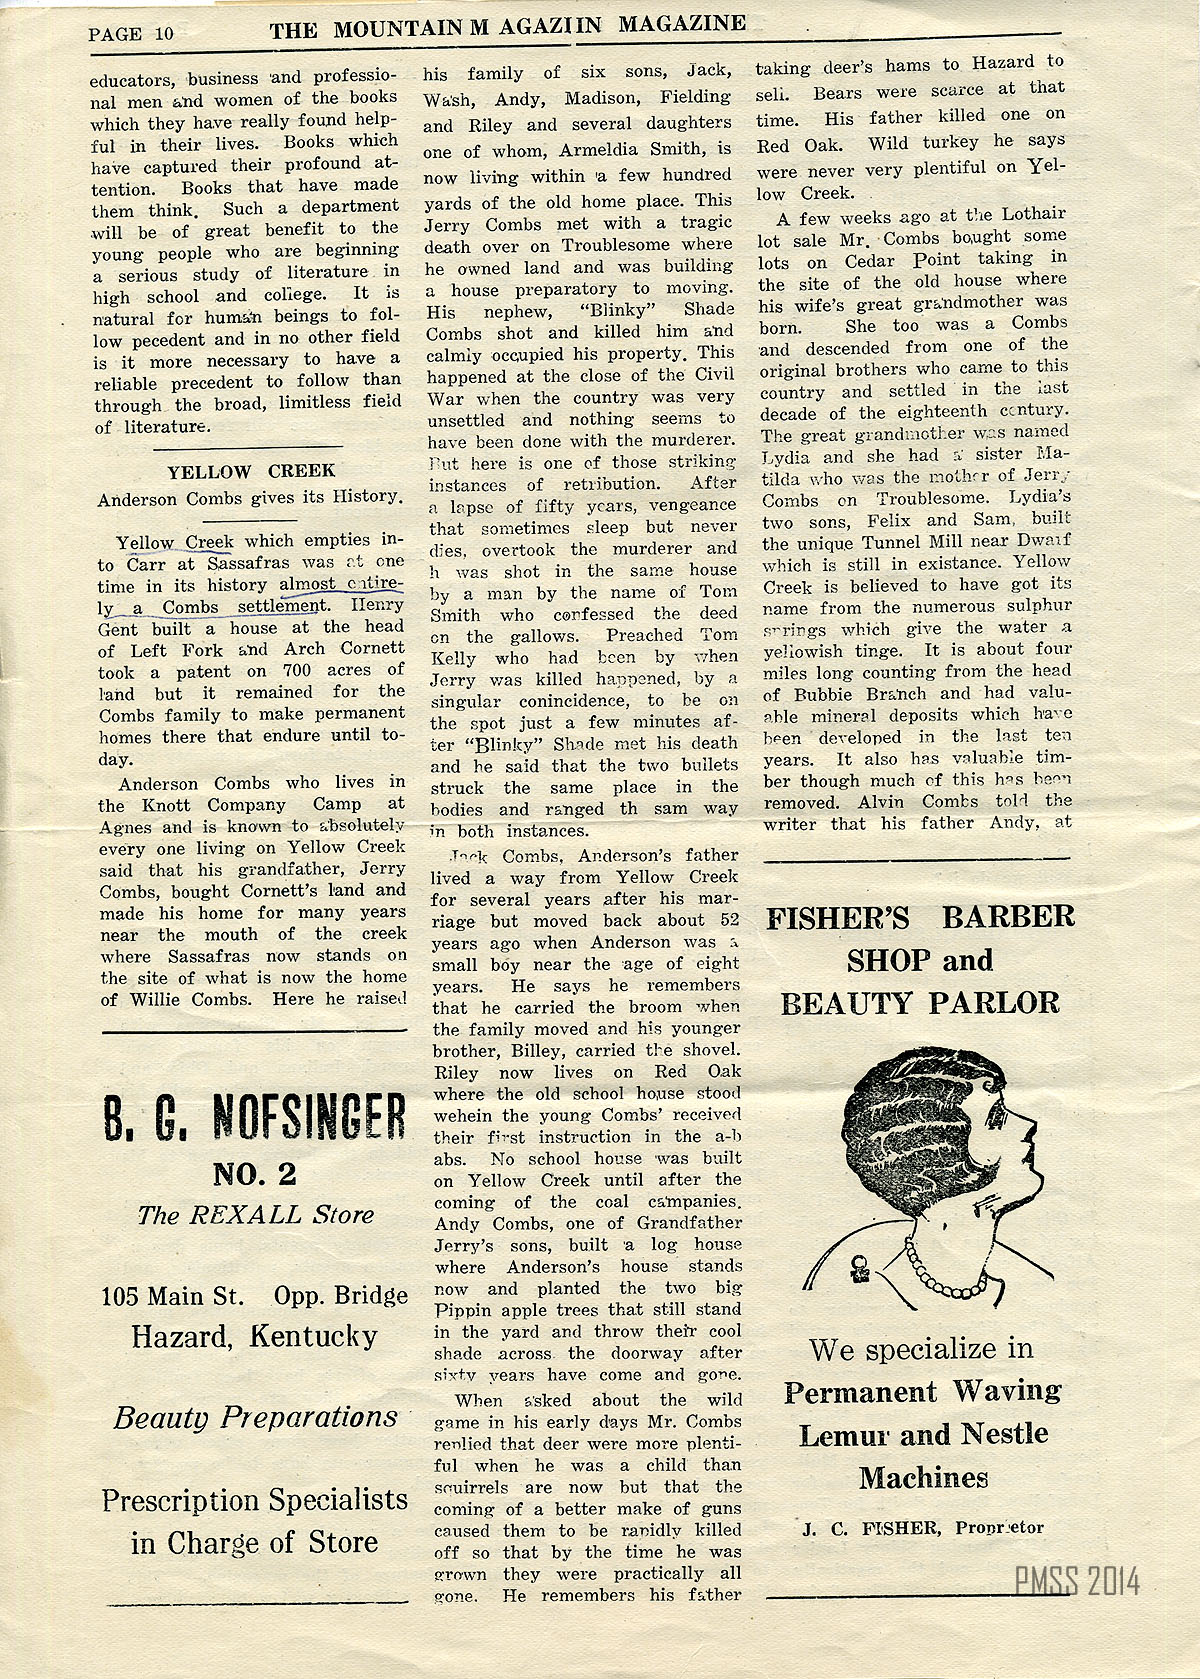 PAGE 10
THE MOUNTAIN M AGAZIIN MAGAZINE
educators, business and professio-
nal men and women of the books
which they have really found help-
ful in their lives. Books which
have captured their profound at-
tention. Books that have made
them think. Such a department
will be of great benefit to the
young people who are beginning
a serious study of literature in
high school and college. It is
natural for human beings to fol-
low pecedent and in no other field
is it more necessary to have a
reliable precedent to follow than
through the broad, limitless field
of literature.
YELLOW CREEK
Anderson Combs gives its History.
Yellow Creek which empties in-
to Carr at Sassafras was at one
time in its history almost entire-
ly a Combs settlement. Henry
Gent built a house at the head
of Left Fork and Arch Cornett
took a patent on 700 acres of
land but it remained for the
Combs family to make permanent
homes there that endure until to-
day.
Anderson Combs who lives in
the Knott Company Camp at
Agnes and is known to absolutely
every one living on Yellow Creek
said that his grandfather, Jerry
Combs, bought Cornett's land and
made his home for many years
near the mouth of the creek
where Sassafras now stands on
the site of what is now the home
of Willie Combs. Here he raised
B. G. NOFSINGER
NO. 2
The REXALL Store
105 Main St. Opp. Bridge
Hazard, Kentucky
Beauty Preparations
Prescription Specialists
in Charge of Store
his family of six sons, Jack,
Wash, Andy, Madison, Fielding
and Riley and several daughters
one of whom, Armeldia Smith, is
now living within a few hundred
yards of the old home place. This
Jerry Combs met with a tragic
death over on Troublesome where
he owned land and was building
a house preparatory to moving.
His nephew, "Blinky" Shade
Combs shot and killed him and
calmly occupied his property. This
happened at the close of the Civil
War when the country was very
unsettled and nothing seems to
have been done with the murderer.
But here is one of those striking
instances of retribution. After
a lapse of fifty years, vengeance
that sometimes sleep but never
dies, overtook the murderer and
h was shot in the same house
by a man by the name of Tom
Smith who confessed the deed
on the gallows. Preached Tom
Kelly who had been by when
Jerry was killed happened, by a
singular conincidence, to be on
the spot just a few minutes af-
ter "Blinky" Shade met his death
and he said that the two bullets
struck the same place in the
bodies and ranged th sam way
in both instances.
Jack Combs, Anderson's father
lived a way from Yellow Creek
for several years after his mar-
riage but moved back about 52
years ago when Anderson was a
small boy near the age of eight
years. He says he remembers
that he carried the broom when
the family moved and his younger
brother, Billey, carried the shovel.
Riley now lives on Red Oak
where the old school house stood
wehein the young Combs' received
their first instruction in the a-b
abs. No school house was built
on Yellow Creek until after the
coming of the coal campanies.
Andy Combs, one of Grandfather
Jerry's sons, built a log house
where Anderson's house stands
now and planted the two big
Pippin apple trees that still stand
in the yard and throw their cool
shade across the doorway after
sixty years have come and gone.
When asked about the wild
game in his early days Mr. Combs
replied that deer were more plenti-
ful when he was a child than
squirrels are now but that the
coming of a better make of guns
caused them to be rapidly killed
off so that by the time he was
grown they were practically all
gone. He remembers his father
taking deer's hams to Hazard to
sell. Bears were scarce at that
time. His father killed one on
Red Oak. Wild turkey he says
were never very plentiful on Yel-
low Creek.
A few weeks ago at the Lothair
lot sale Mr. Combs bought some
lots on Cedar Point taking in
the site of the old house where
his wife's great grandmother was
born. She too was a Combs
and descended from one of the
original brothers who came to this
country and settled in the last
decade of the eighteenth century.
The great grandmother was named
Lydia and she had a sister Ma-
tilda who was the mother of Jerry
Combs on Troublesome. Lydia's
two sons, Felix and Sam, built
the unique Tunnel Mill near Dwarf
which is still in existance. Yellow
Creek is believed to have got its
name from the numerous sulphur
springs which give the water a
yellowish tinge. It is about four
miles long counting from the head
of Bubbie Branch and had valu-
able mineral deposits which have
been developed in the last ten
years. It also has valuable tim-
ber though much of this has been
removed. Alvin Combs told the
writer that his father Andy, at
FISHER'S BARBER
SHOP and
BEAUTY PARLOR
We specialize in
Permanent Waving
Lemur and Nestle
Machines
J. C. FISHER, Proprietor
PMSS 2014